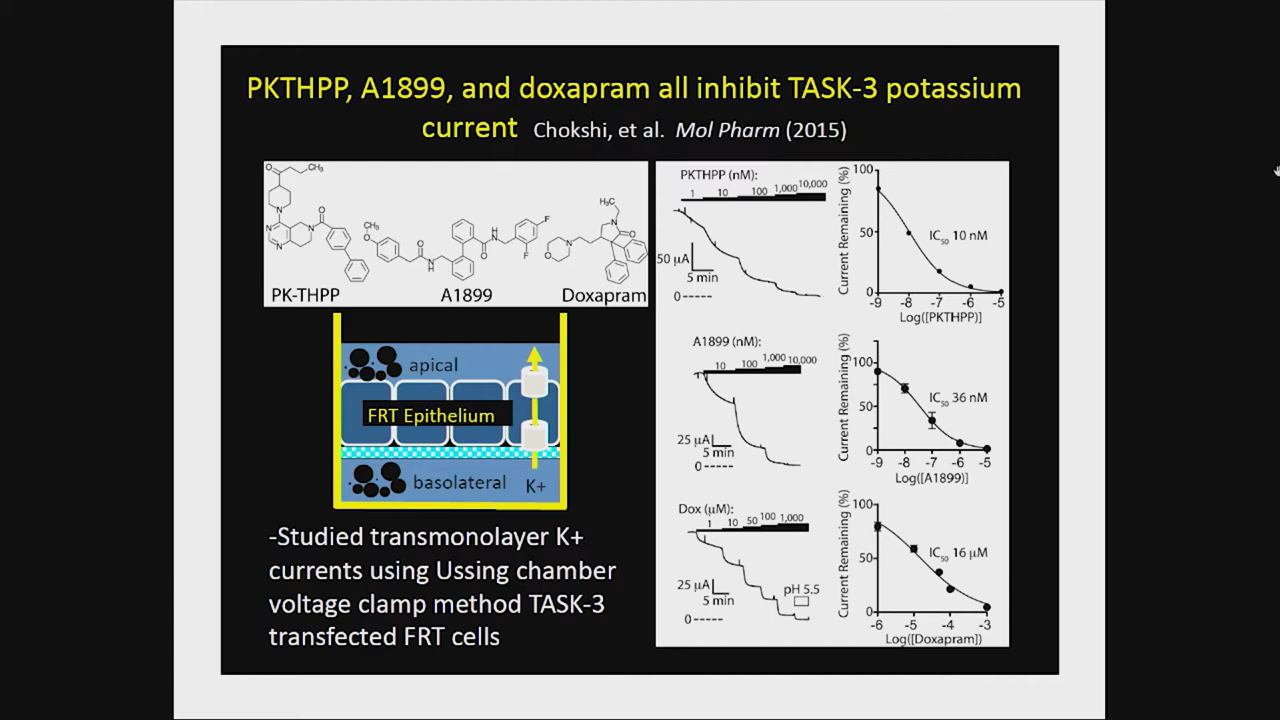 PKTHPP, A1899, and doxapram all inhibit TASK-3 potassium
current Chokshi, et al. Mol Pharm (2015)
O
CH₃
N
O
N
N
N
PK-THPP
CH₃
O
O
NH
O
HN
F
F
A1899
H₃C
N
O
N
O
Doxapram
apical
FRT Epithelium
basolateral
K+
-Studied transmonolayer K+
currents using Ussing chamber
voltage clamp method TASK-3
transfected FRT cells
PKTHPP (nM):
1 10 100 1,000 10,000
50 µA
5 min
0
Current Remaining (%)
100
50
0
IC50 10 nM
-9 -8 -7 -6 -5
Log([PKTHPP)]
A1899 (nM):
10 100 1,000 10,000
25 µA
5 min
0
Current Remaining (%)
100
50
0
IC50 36 nM
-9 -8 -7 -6 -5
Log([A1899)]
Dox (µM):
1 10 50 100 1,000
25 µA
5 min
pH 5.5
0
Current Remaining (%)
100
50
0
IC50 16 µM
-6 -5 -4 -3
Log([Doxapram])